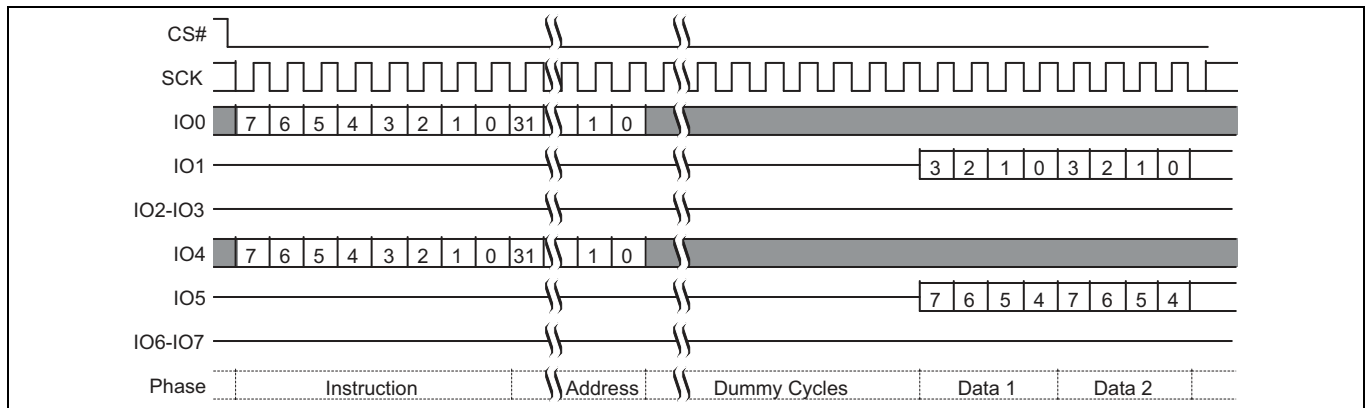 CS#
SCK
IO0 7 6 5 4 3 2 1 0 31 1 0
IO1 3 2 1 0 3 2 1 0
IO2-IO3
IO4 7 6 5 4 3 2 1 0 31 1 0
IO5 7 6 5 4 7 6 5 4
IO6-IO7
Phase Instruction Address Dummy Cycles Data 1 Data 2